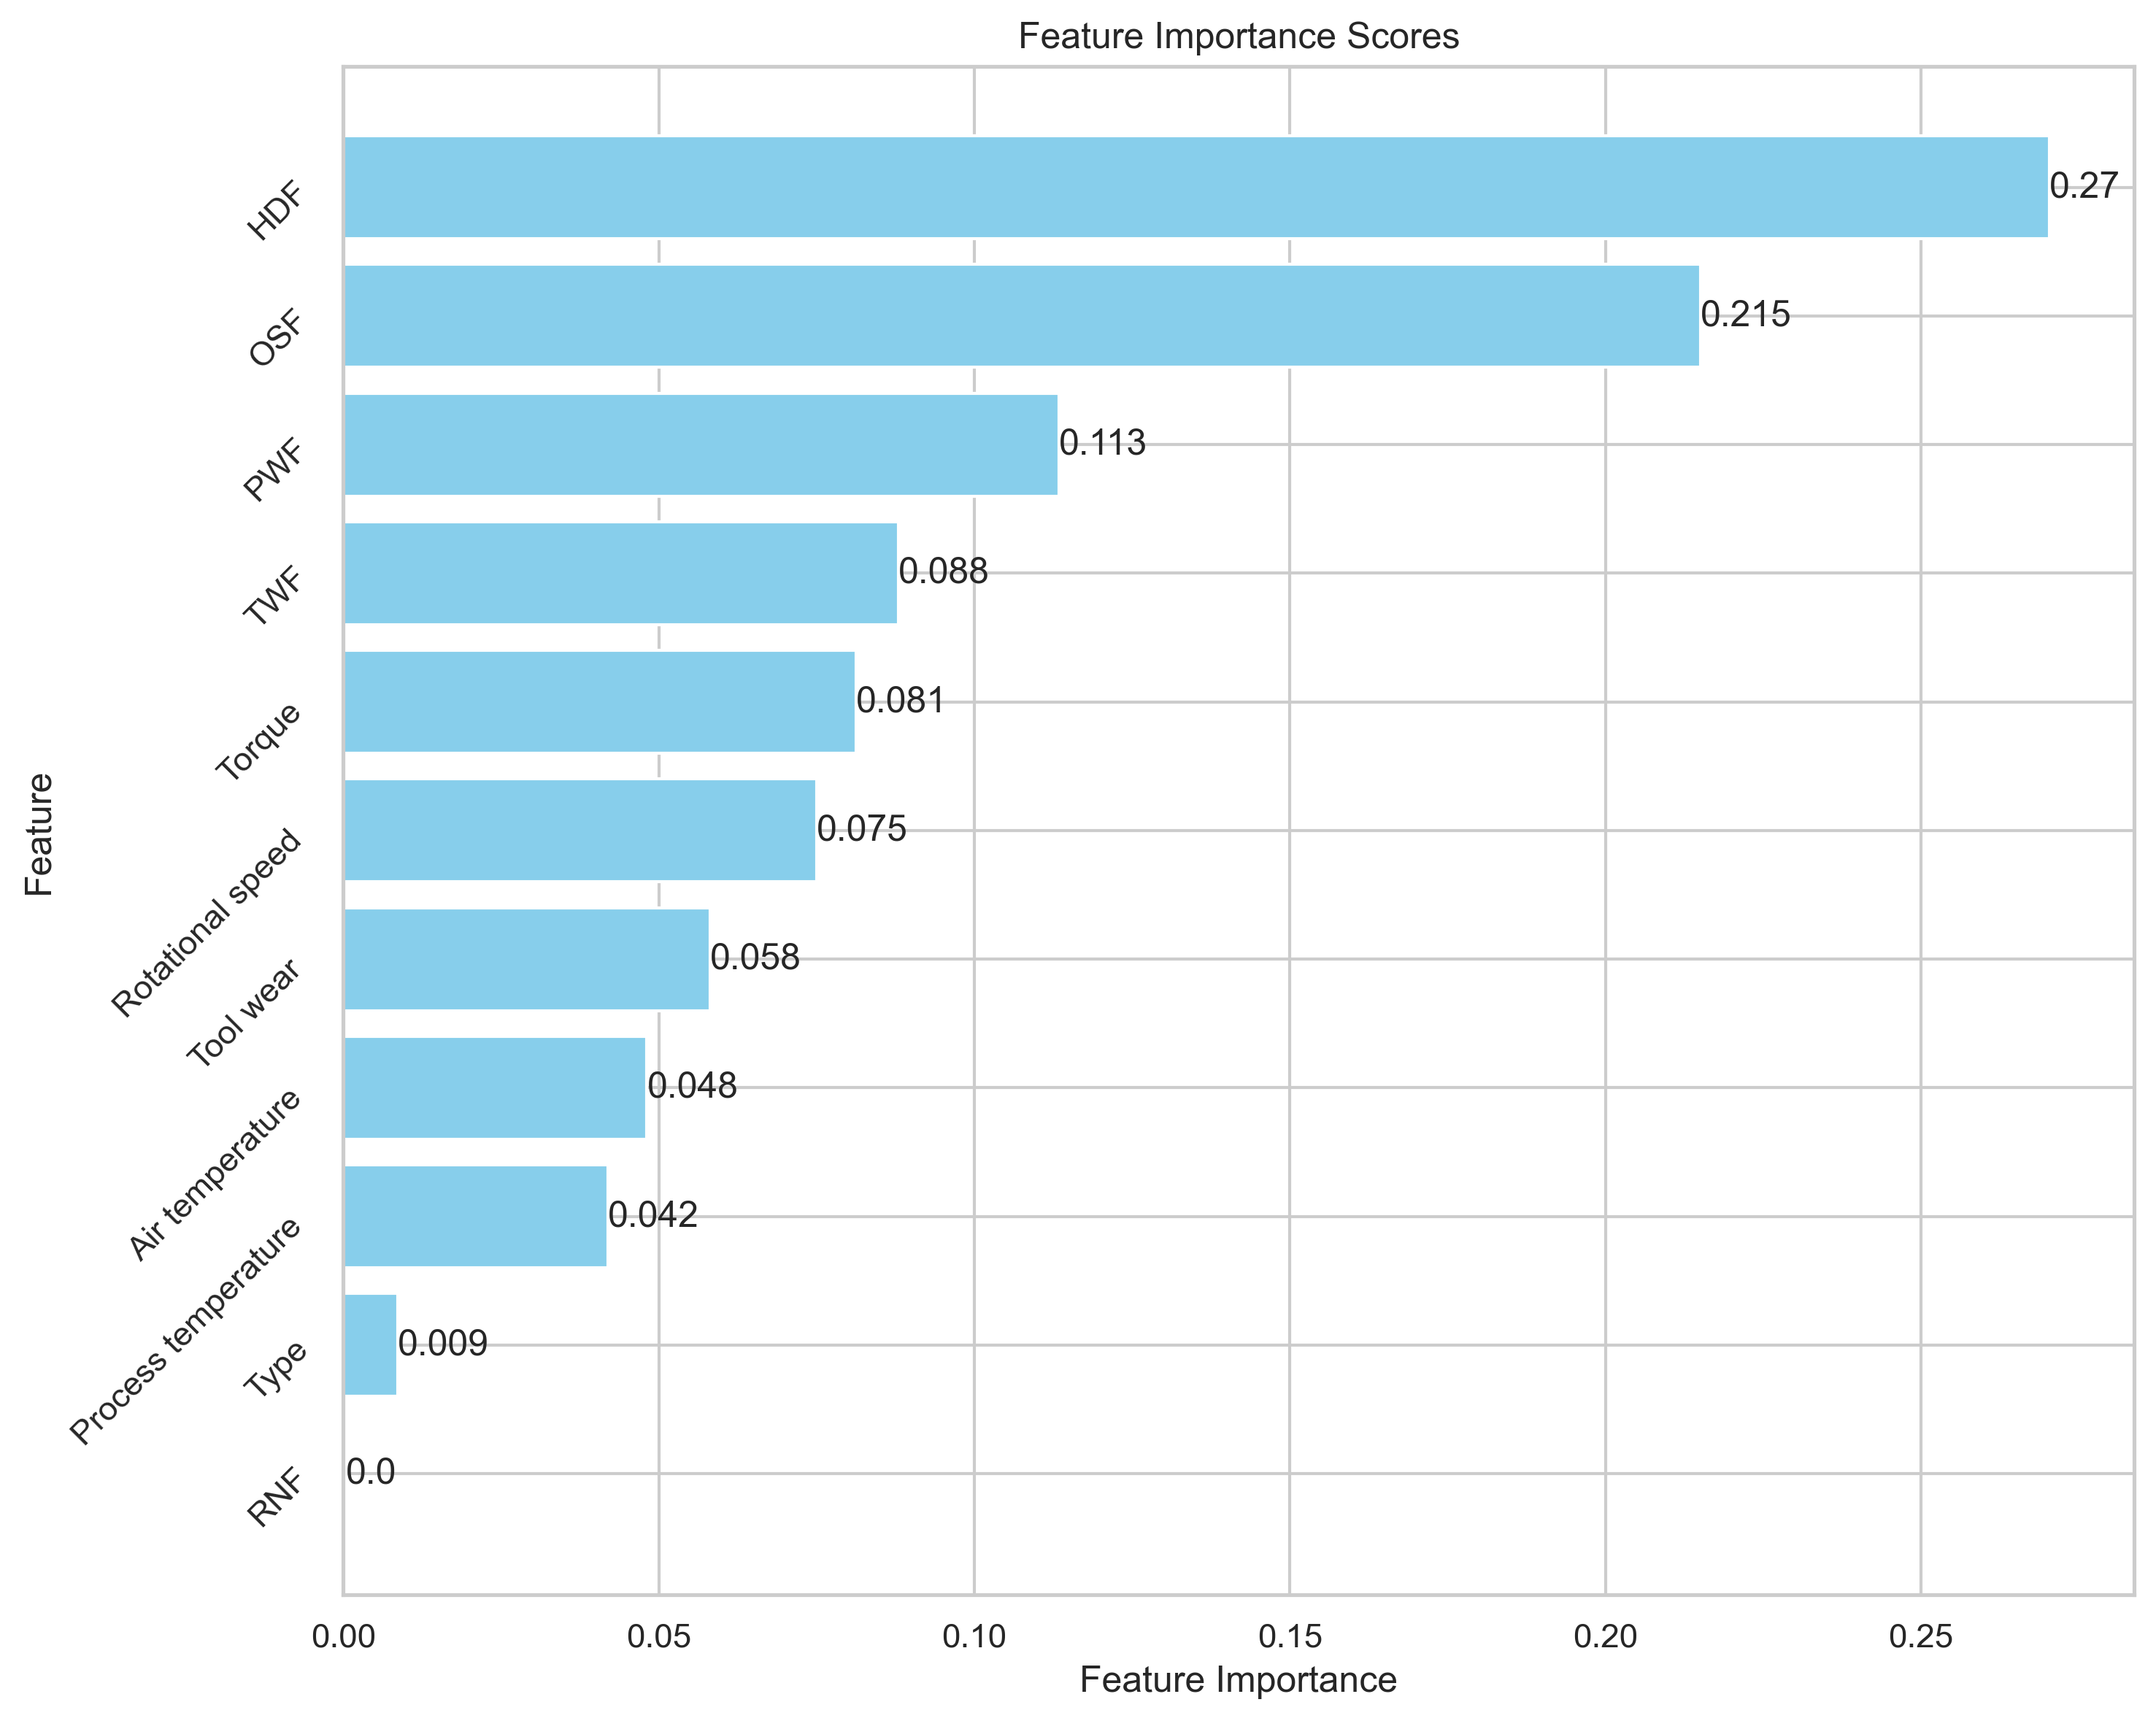 Feature Importance Scores
HDF
0.27
OSF
0.215
PWF
0.113
TWF
0.088
Torque
0.081
Rotational speed
0.075
Tool wear
0.058
Air temperature
0.048
Process temperature
0.042
Type
0.009
RNF
0.0
Feature
0.00 0.05 0.10 0.15 0.20 0.25
Feature Importance